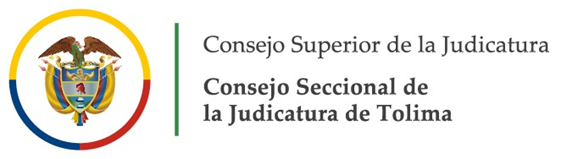 Consejo Superior de la Judicatura
Consejo Seccional de
la Judicatura de Tolima